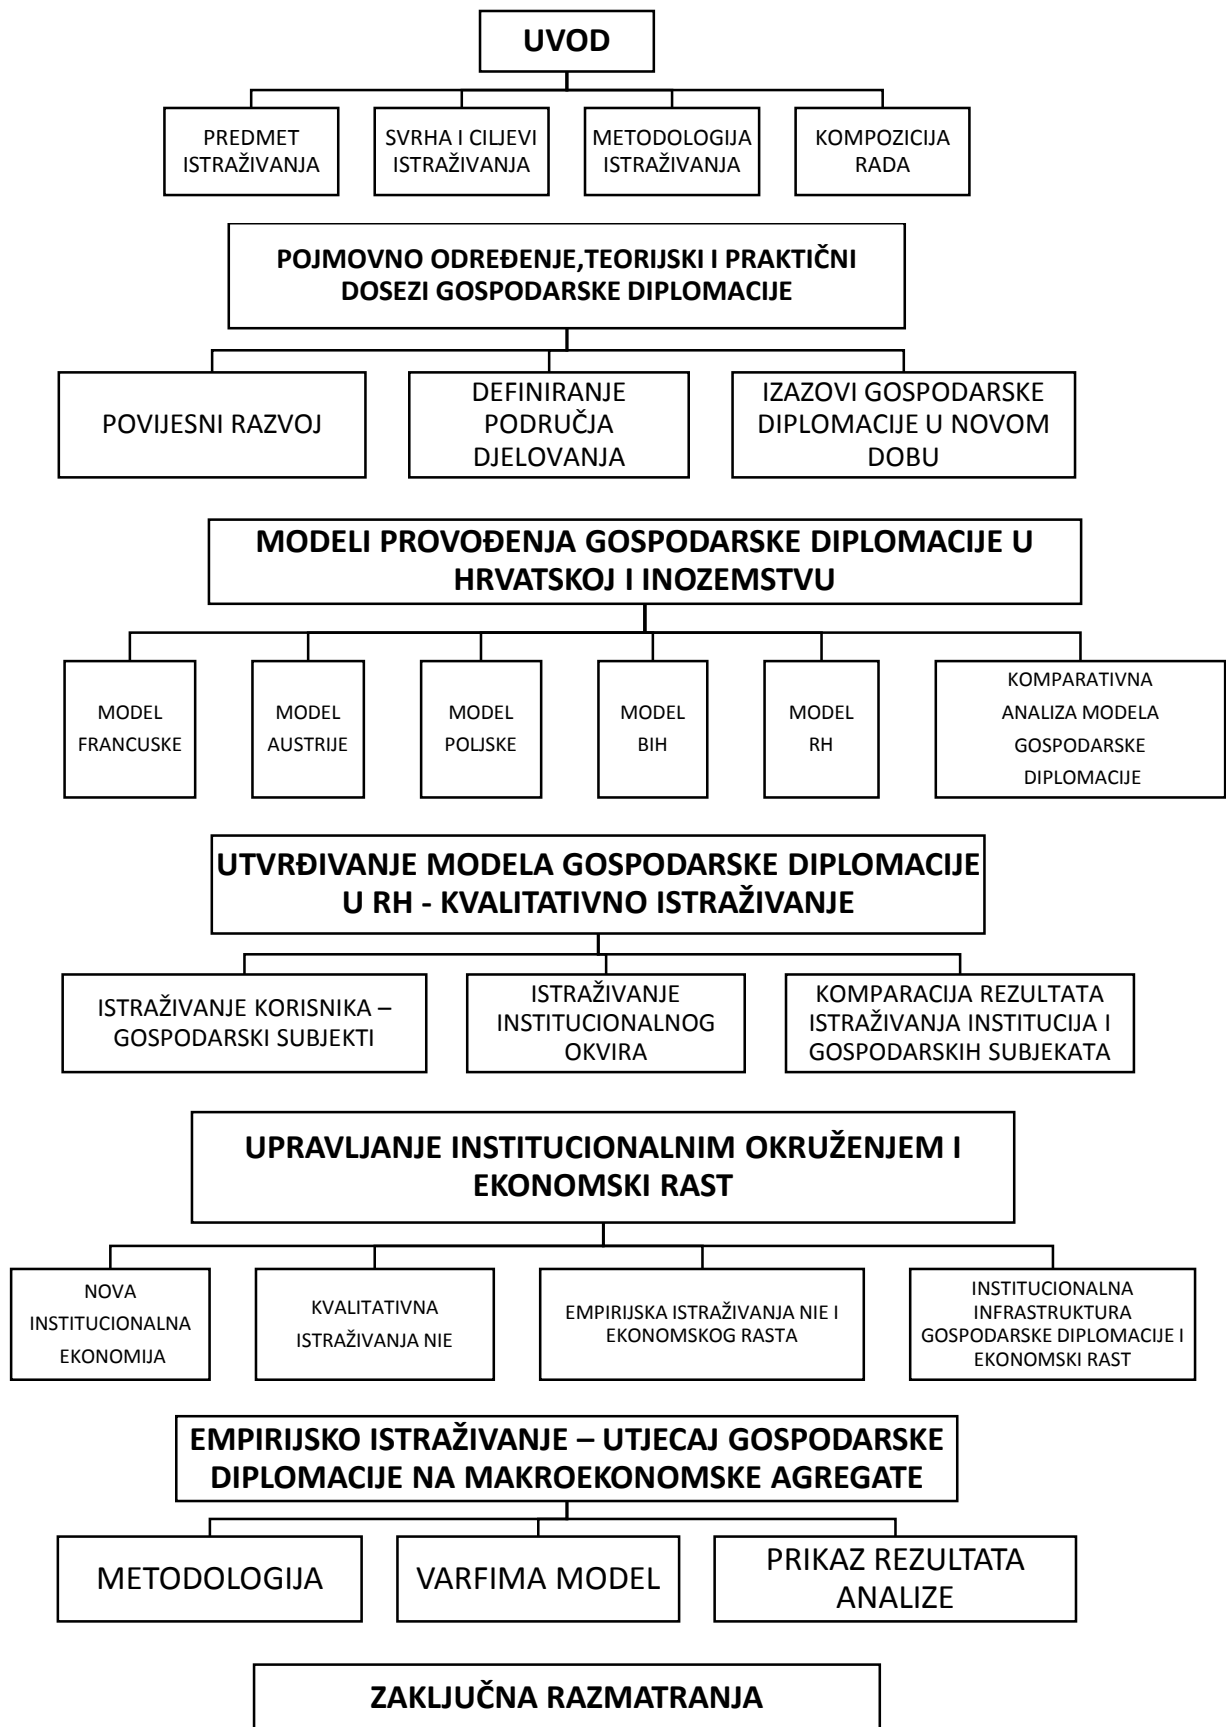 UVOD
PREDMET
ISTRAŽIVANJA
SVRHA I CILJEVI
ISTRAŽIVANJA
METODOLOGIJA
ISTRAŽIVANJA
KOMPOZICIJA
RADA
POJMOVNO ODREĐENJE,TEORIJSKI I PRAKTIČNI
DOSEZI GOSPODARSKE DIPLOMACIJE
POVIJESNI RAZVOJ
DEFINIRANJE
PODRUČJA
DJELOVANJA
IZAZOVI GOSPODARSKE
DIPLOMACIJE U NOVOM
DOBU
MODELI PROVOĐENJA GOSPODARSKE DIPLOMACIJE U
HRVATSKOJ I INOZEMSTVU
MODEL
FRANCUSKE
MODEL
AUSTRIJE
MODEL
POLJSKE
MODEL
BIH
MODEL
RH
KOMPARATIVNA
ANALIZA MODELA
GOSPODARSKE
DIPLOMACIJE
UTVRĐIVANJE MODELA GOSPODARSKE DIPLOMACIJE
U RH - KVALITATIVNO ISTRAŽIVANJE
ISTRAŽIVANJE KORISNIKA –
GOSPODARSKI SUBJEKTI
ISTRAŽIVANJE
INSTITUCIONALNOG
OKVIRA
KOMPARACIJA REZULTATA
ISTRAŽIVANJA INSTITUCIJA I
GOSPODARSKIH SUBJEKATA
UPRAVLJANJE INSTITUCIONALNIM OKRUŽENJEM I
EKONOMSKI RAST
NOVA
INSTITUCIONALNA
EKONOMIJA
KVALITATIVNA
ISTRAŽIVANJA NIE
EMPIRIJSKA ISTRAŽIVANJA NIE I
EKONOMSKOG RASTA
INSTITUCIONALNA
INFRASTRUKTURA
GOSPODARSKE DIPLOMACIJE I
EKONOMSKI RAST
EMPIRIJSKO ISTRAŽIVANJE – UTJECAJ GOSPODARSKE
DIPLOMACIJE NA MAKROEKONOMSKE AGREGATE
METODOLOGIJA
VARFIMA MODEL
PRIKAZ REZULTATA
ANALIZE
ZAKLJUČNA RAZMATRANJA